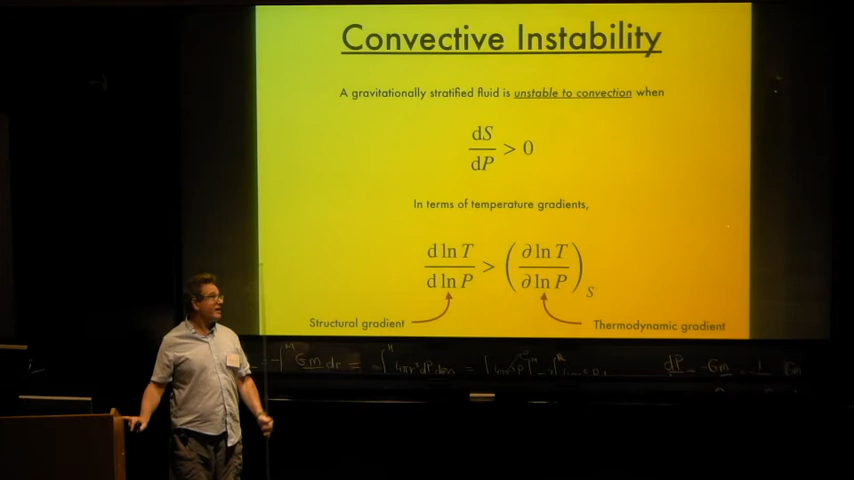 Convective Instability
A gravitationally stratified fluid is unstable to convection when
dS/dP > 0
In terms of temperature gradients,
d ln T/d ln P > (∂ ln T/∂ ln P)_S
Structural gradient
Thermodynamic gradient